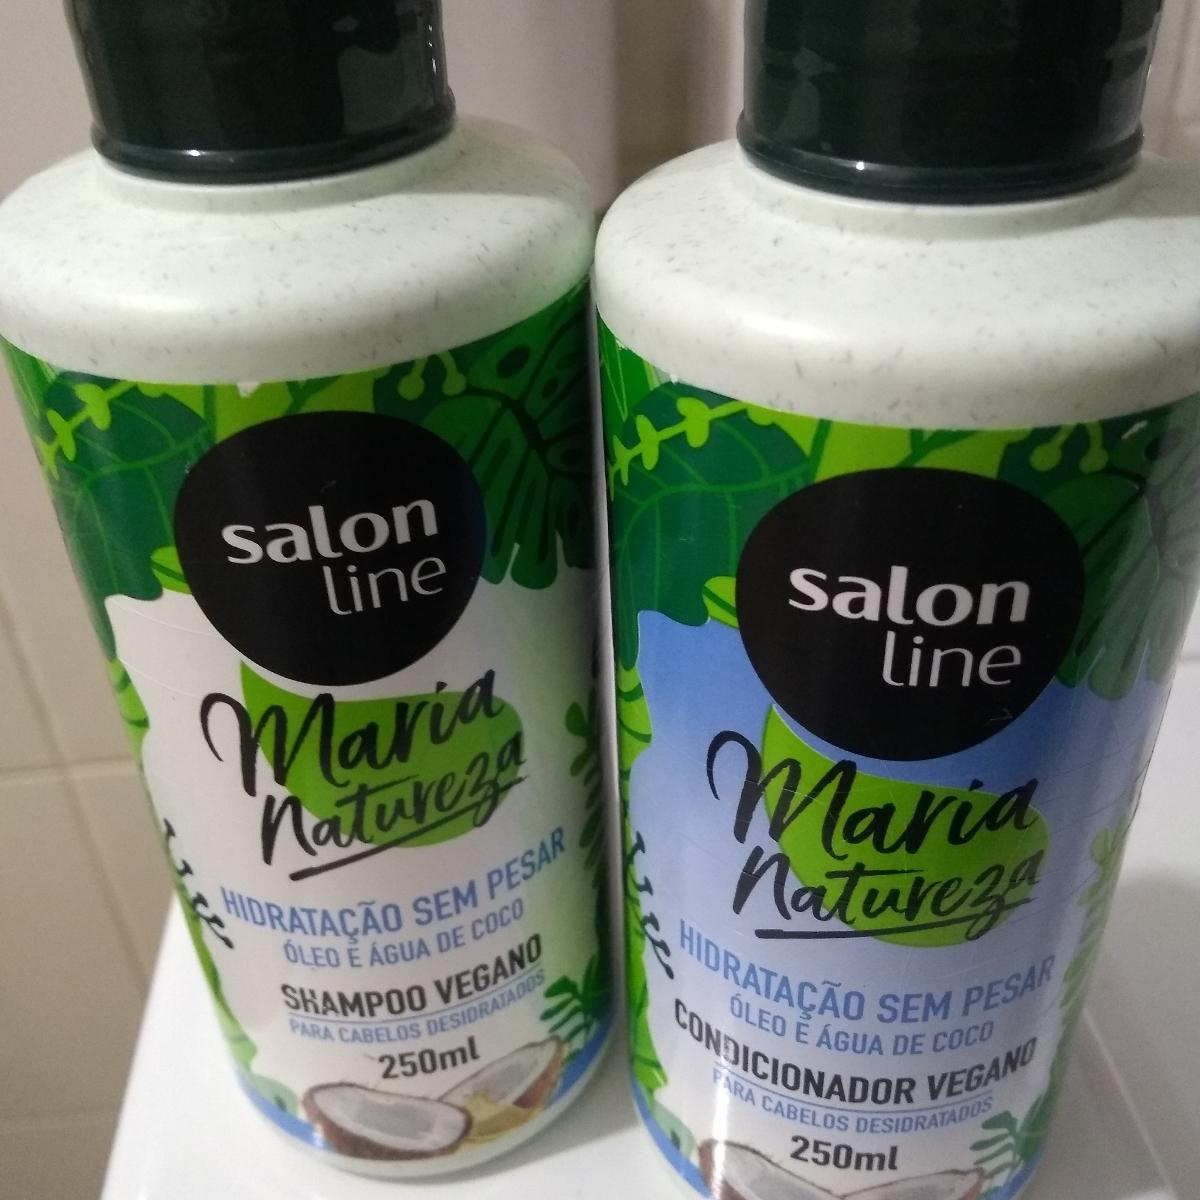 salon
line
Maria
Natureza
HIDRATAÇÃO SEM PESAR
ÓLEO E ÁGUA DE COCO
SHAMPOO VEGANO
PARA CABELOS DESIDRATADOS
250ml
salon
line
Maria
Natureza
HIDRATAÇÃO SEM PESAR
ÓLEO E ÁGUA DE COCO
CONDICIONADOR VEGANO
PARA CABELOS DESIDRATADOS
250ml